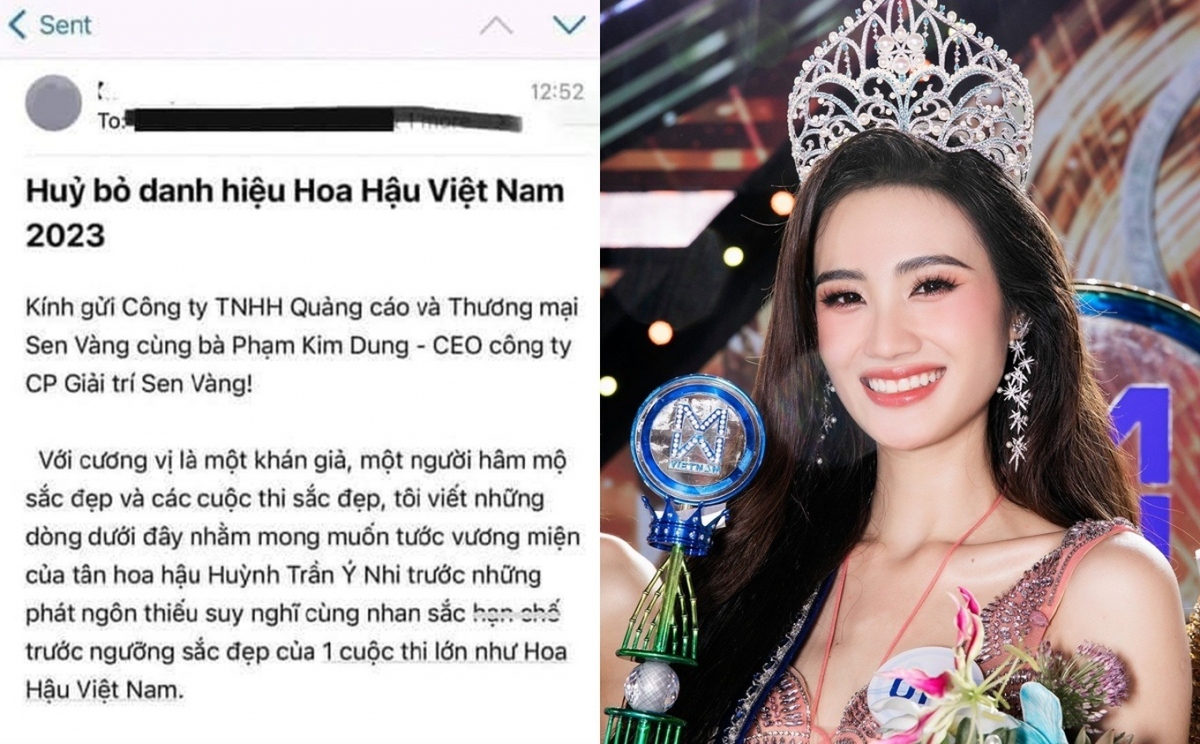 Sent
12:52
To:
Huỷ bỏ danh hiệu Hoa Hậu Việt Nam
2023
Kính gửi Công ty TNHH Quảng cáo và Thương mại
Sen Vàng cùng bà Phạm Kim Dung - CEO công ty
CP Giải trí Sen Vàng!
Với cương vị là một khán giả, một người hâm mộ
sắc đẹp và các cuộc thi sắc đẹp, tôi viết những
dòng dưới đây nhằm mong muốn tước vương miện
của tân hoa hậu Huỳnh Trần Ý Nhi trước những
phát ngôn thiếu suy nghĩ cùng nhan sắc hạn chế
trước ngưỡng sắc đẹp của 1 cuộc thi lớn như Hoa
Hậu Việt Nam.
VIETNAM